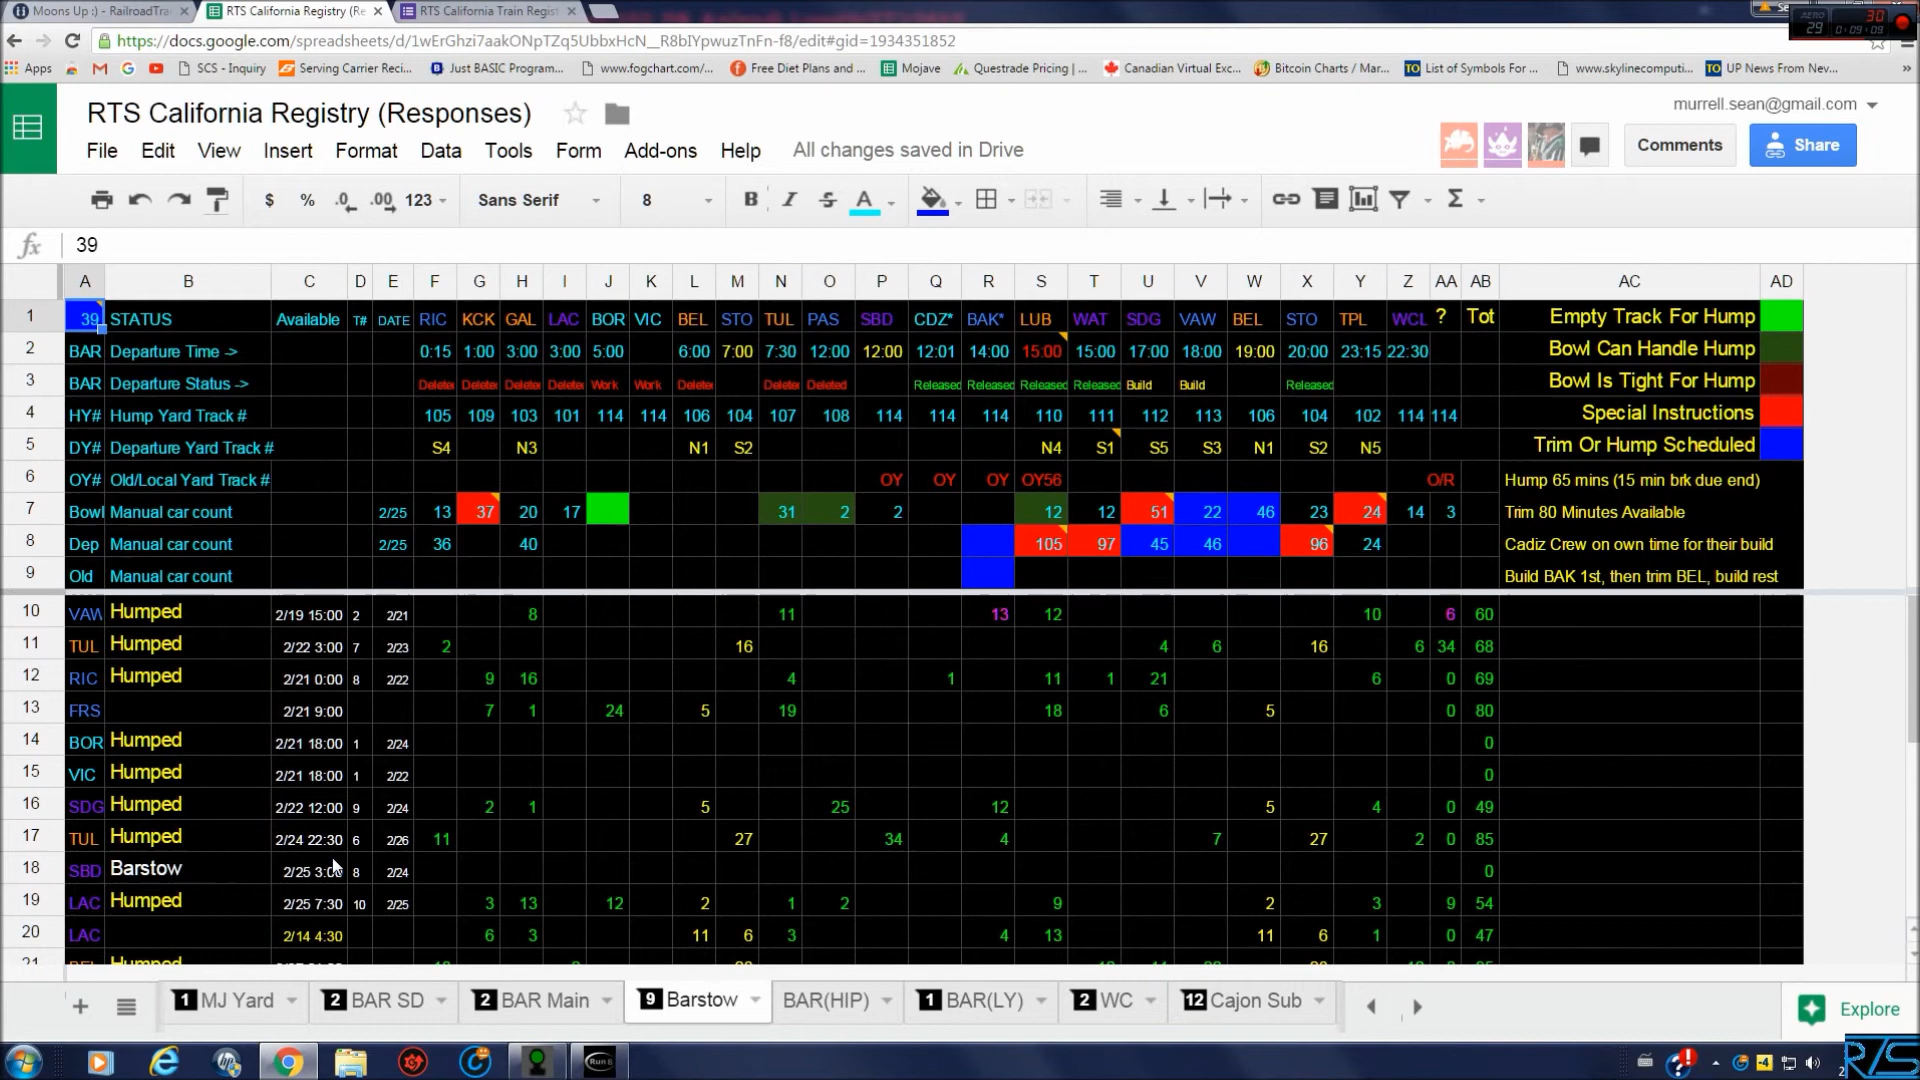 Moons Up :) - RailroadTra
RTS California Registry (Re
RTS California Train Regist
AERO 29
30
0:09:09
https://docs.google.com/spreadsheets/d/1wErGhzi7aakONpTZq5UbbxHcN__R8bIYpwuzTnFn-f8/edit#gid=1934351852
Apps SCS - Inquiry Serving Carrier Reci... Just BASIC Program... www.fogchart.com/... Free Diet Plans and ... Mojave Questrade Pricing | ... Canadian Virtual Exc... Bitcoin Charts / Mar... List of Symbols For ... www.skylinecomputi... UP News From Nev... »
RTS California Registry (Responses)
murrell.sean@gmail.com
File Edit View Insert Format Data Tools Form Add-ons Help All changes saved in Drive
Comments Share
$ % .0 .00 123 Sans Serif 8 B I S A Σ
fx 39
A B C D E F G H I J K L M N O P Q R S T U V W X Y Z AA AB AC AD
1 39 STATUS Available T# DATE RIC KCK GAL LAC BOR VIC BEL STO TUL PAS SBD CDZ* BAK* LUB WAT SDG VAW BEL STO TPL WCL ? Tot Empty Track For Hump
2 BAR Departure Time -> 0:15 1:00 3:00 3:00 5:00 6:00 7:00 7:30 12:00 12:00 12:01 14:00 15:00 15:00 17:00 18:00 19:00 20:00 23:15 22:30 Bowl Can Handle Hump
3 BAR Departure Status -> Delete Delete Delete Delete Work Work Delete Delete Deleted Released Release Release Release Build Build Released Bowl Is Tight For Hump
4 HY# Hump Yard Track # 105 109 103 101 114 114 106 104 107 108 114 114 114 110 111 112 113 106 104 102 114 114 Special Instructions
5 DY# Departure Yard Track # S4 H3 N1 S2 N4 S1 S5 S3 N1 S2 N5 Trim Or Hump Scheduled
6 OY# Old/Local Yard Track # OY OY OY OY56 O/R Hump 65 mins (15 min brk due end)
7 Bowl Manual car count 2/25 13 37 20 17 31 2 2 12 12 51 22 46 23 24 14 3 Trim 80 Minutes Available
8 Dep Manual car count 2/25 36 40 105 97 45 46 96 24 Cadiz Crew on own time for their build
9 Old Manual car count Build BAK 1st, then trim BEL, build rest
10 VAW Humped 2/19 15:00 2 2/21 8 11 13 12 10 6 60
11 TUL Humped 2/22 3:00 7 2/23 2 16 4 6 16 6 34 68
12 RIC Humped 2/21 0:00 8 2/22 9 16 4 1 11 1 21 6 0 69
13 FRS 2/21 9:00 7 1 24 5 19 18 6 5 0 80
14 BOR Humped 2/21 18:00 1 2/24 0
15 VIC Humped 2/21 18:00 1 2/22 0
16 SDG Humped 2/22 12:00 9 2/24 2 1 5 25 12 5 4 0 49
17 TUL Humped 2/24 22:30 6 2/26 11 27 34 4 7 27 2 0 85
18 SBD Barstow 2/25 3:00 8 2/24 0
19 LAC Humped 2/25 7:30 10 2/25 3 13 12 2 1 2 9 2 3 9 54
20 LAC 2/14 4:30 6 3 11 6 3 4 13 11 6 1 0 47
21 Humped
+ 1 MJ Yard 2 BAR SD 2 BAR Main 9 Barstow BAR(HIP) 1 BAR(LY) 2 WC 12 Cajon Sub Explore
Run8 -4 R/S